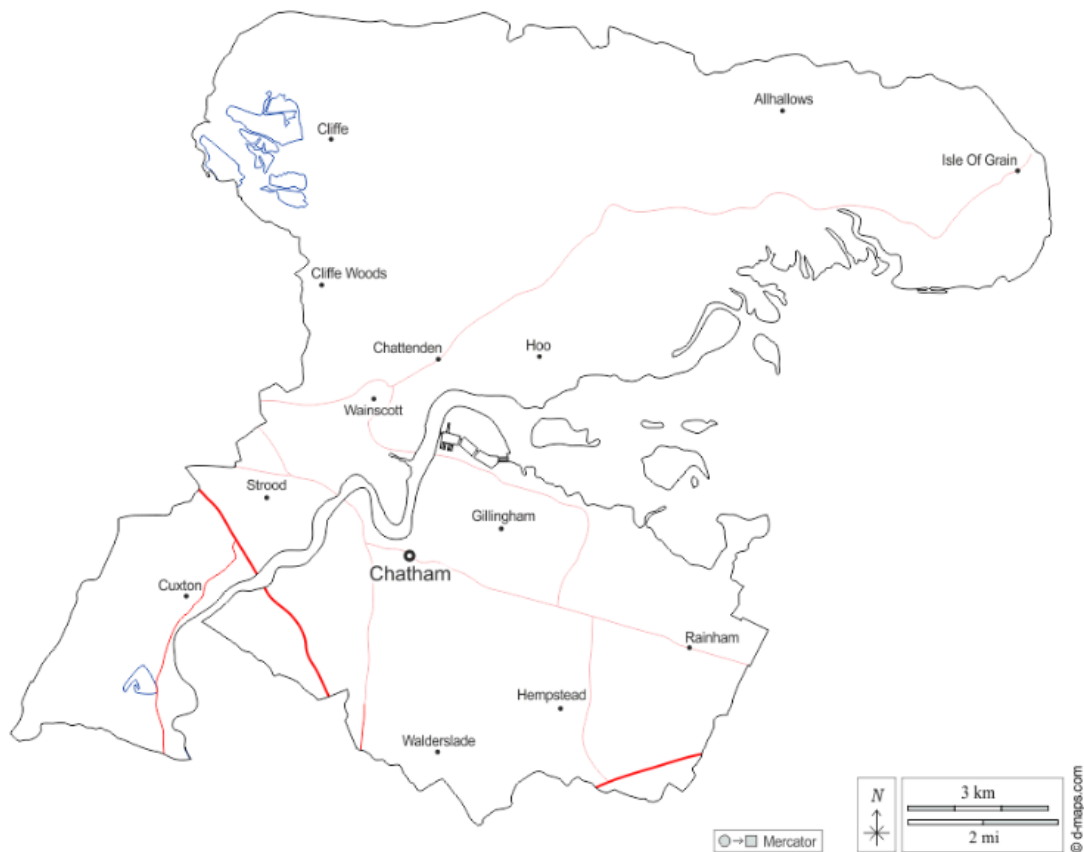 Allhallows
Cliffe
Isle Of Grain
Cliffe Woods
Chattenden
Hoo
Wainscott
Strood
Gillingham
Chatham
Cuxton
Rainham
Hempstead
Walderslade
N
3 km
2 mi
Mercator
© d-maps.com